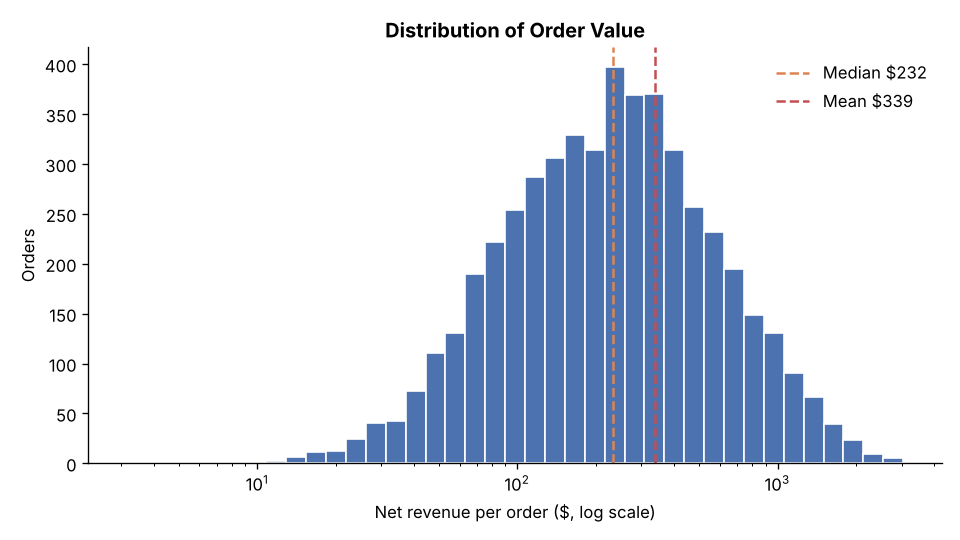 Distribution of Order Value
400
350
300
250
200
150
100
50
0
Orders
Median $232
Mean $339
10¹
10²
10³
Net revenue per order ($, log scale)